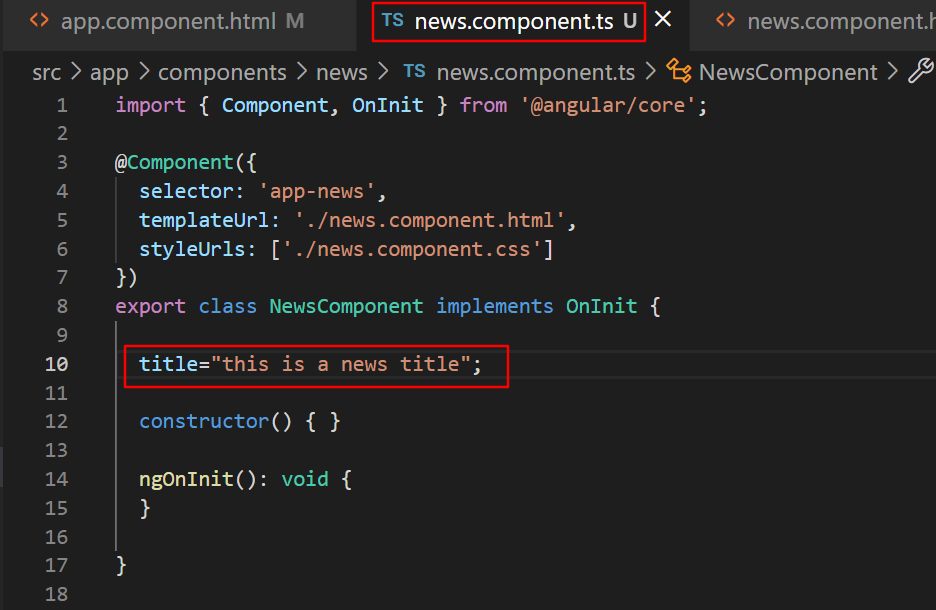 <> app.component.html M TS news.component.ts U × <> news.component.h
src > app > components > news > TS news.component.ts > NewsComponent >
1 import { Component, OnInit } from '@angular/core';
2
3 @Component({
4   selector: 'app-news',
5   templateUrl: './news.component.html',
6   styleUrls: ['./news.component.css']
7 })
8 export class NewsComponent implements OnInit {
9
10   title="this is a news title";
11
12   constructor() { }
13
14   ngOnInit(): void {
15   }
16
17 }
18